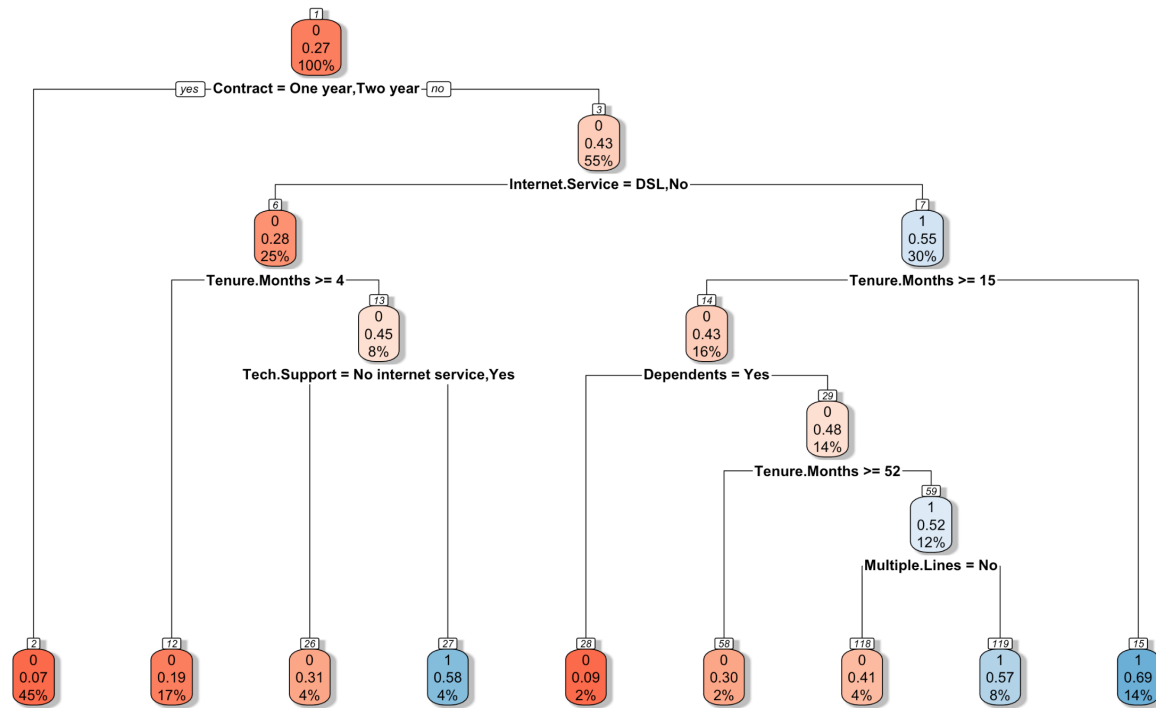 1
0
0.27
100%
yes Contract = One year,Two year no
3
0
0.43
55%
Internet.Service = DSL,No
6 7
0 1
0.28 0.55
25% 30%
Tenure.Months >= 4 Tenure.Months >= 15
13 14
0 0
0.45 0.43
8% 16%
Tech.Support = No internet service,Yes Dependents = Yes
29
0
0.48
14%
Tenure.Months >= 52
59
1
0.52
12%
Multiple.Lines = No
2 12 26 27 28 58 118 119 15
0 0 0 1 0 0 0 1 1
0.07 0.19 0.31 0.58 0.09 0.30 0.41 0.57 0.69
45% 17% 4% 4% 2% 2% 4% 8% 14%